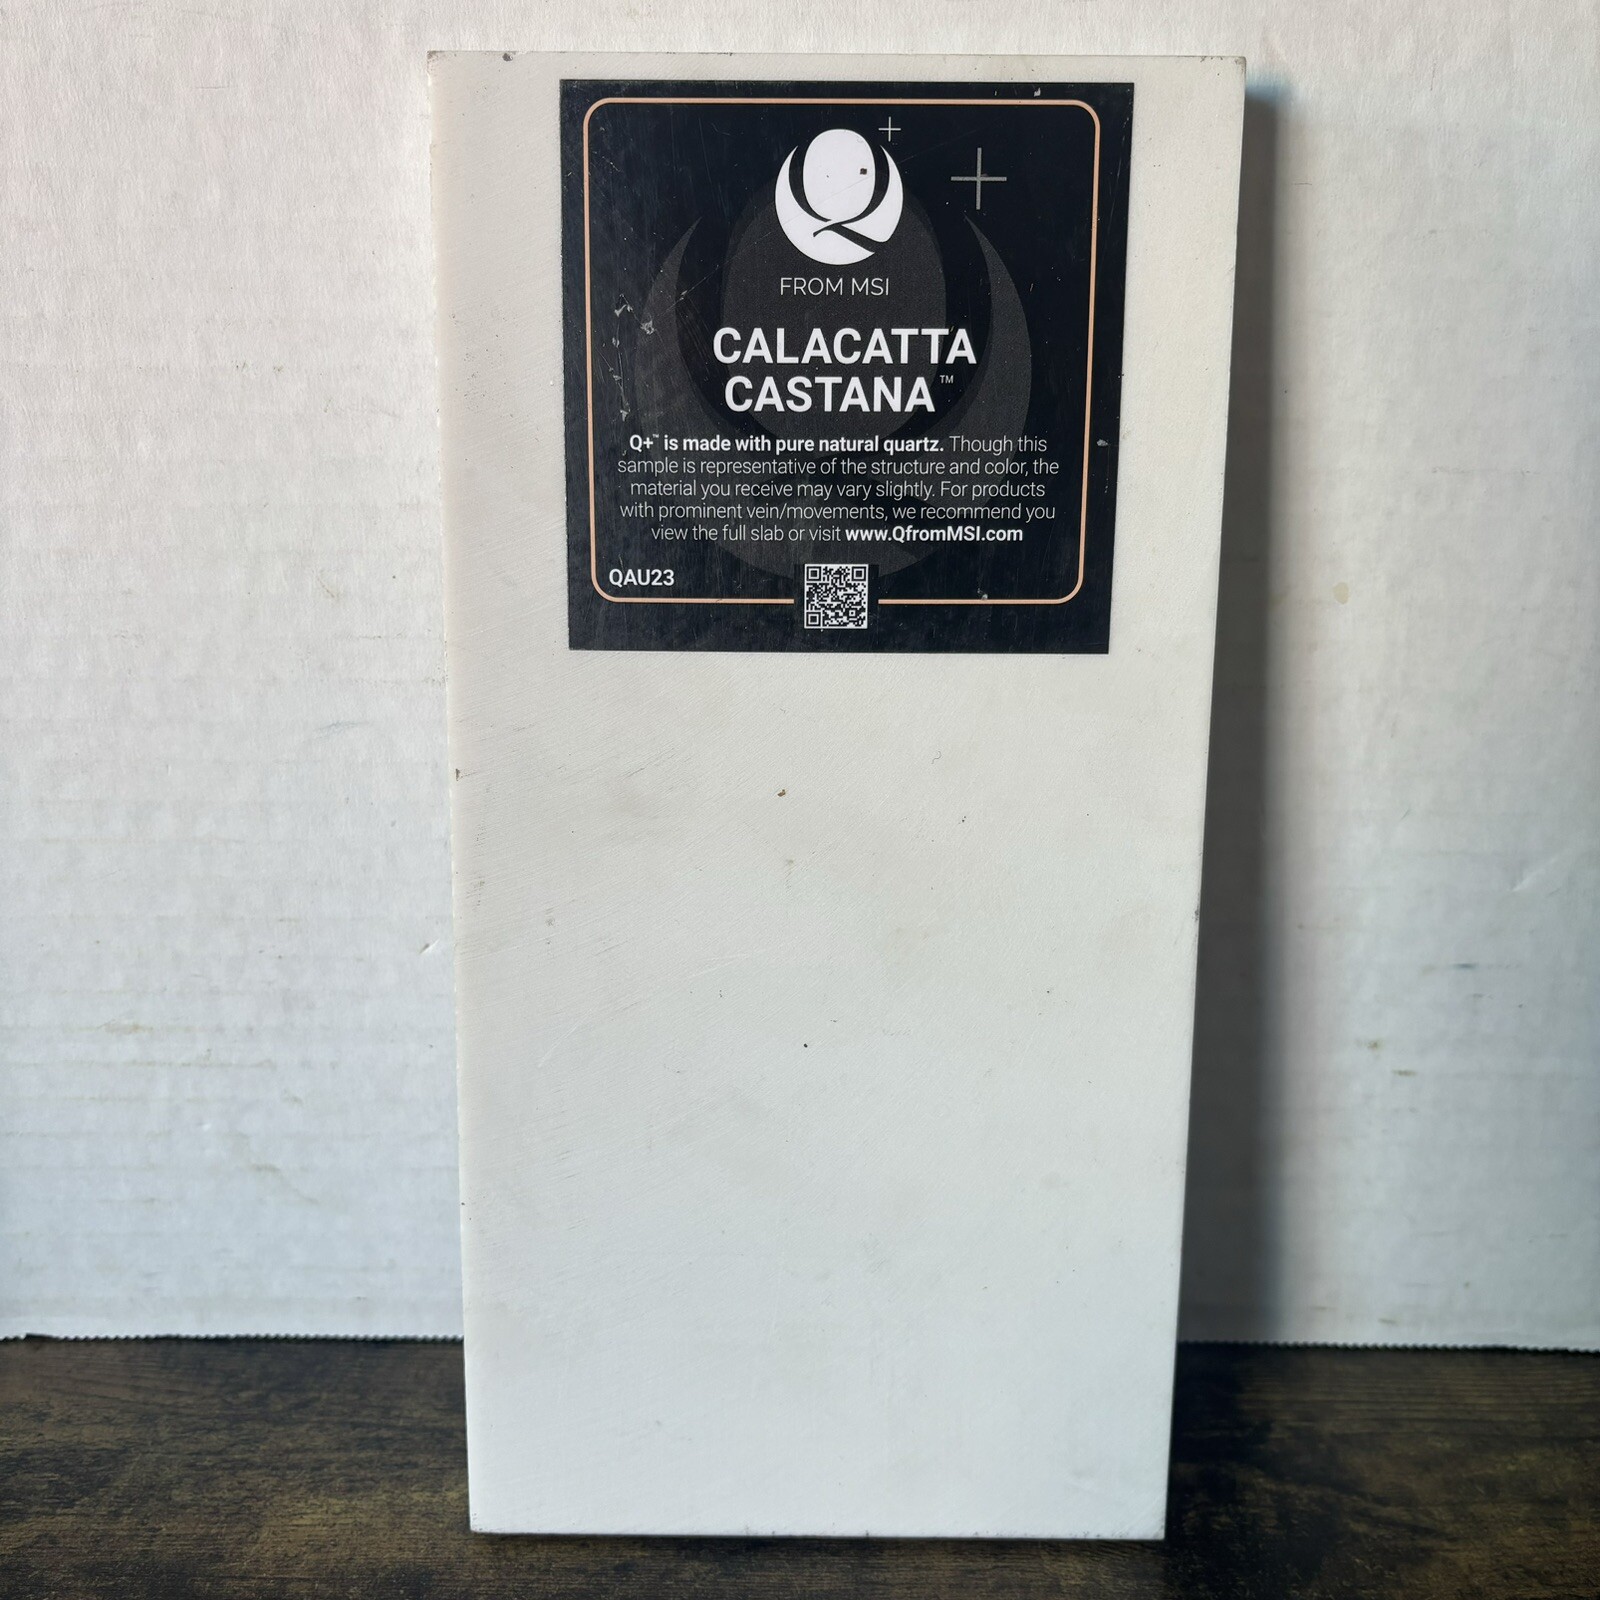 Q+
FROM MSI
CALACATTA
CASTANA™
Q+™ is made with pure natural quartz. Though this
sample is representative of the structure and color, the
material you receive may vary slightly. For products
with prominent vein/movements, we recommend you
view the full slab or visit www.QfromMSI.com
QAU23